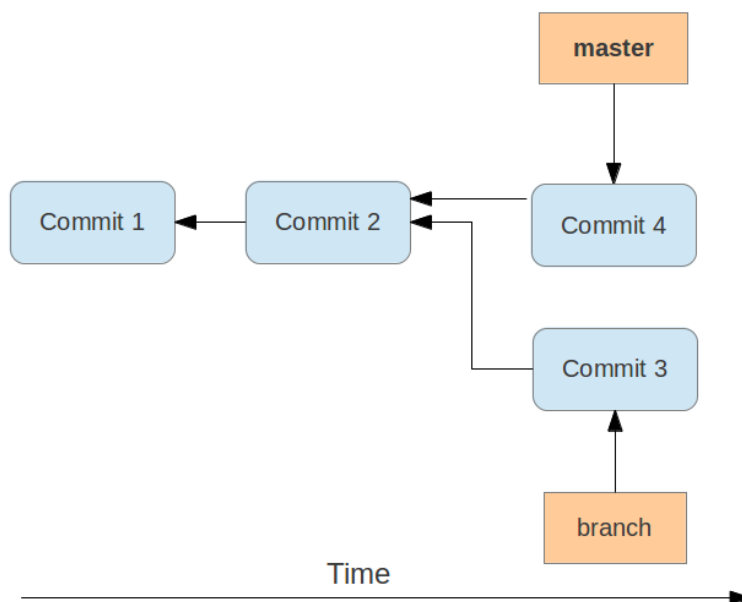 master
Commit 1
Commit 2
Commit 4
Commit 3
branch
Time